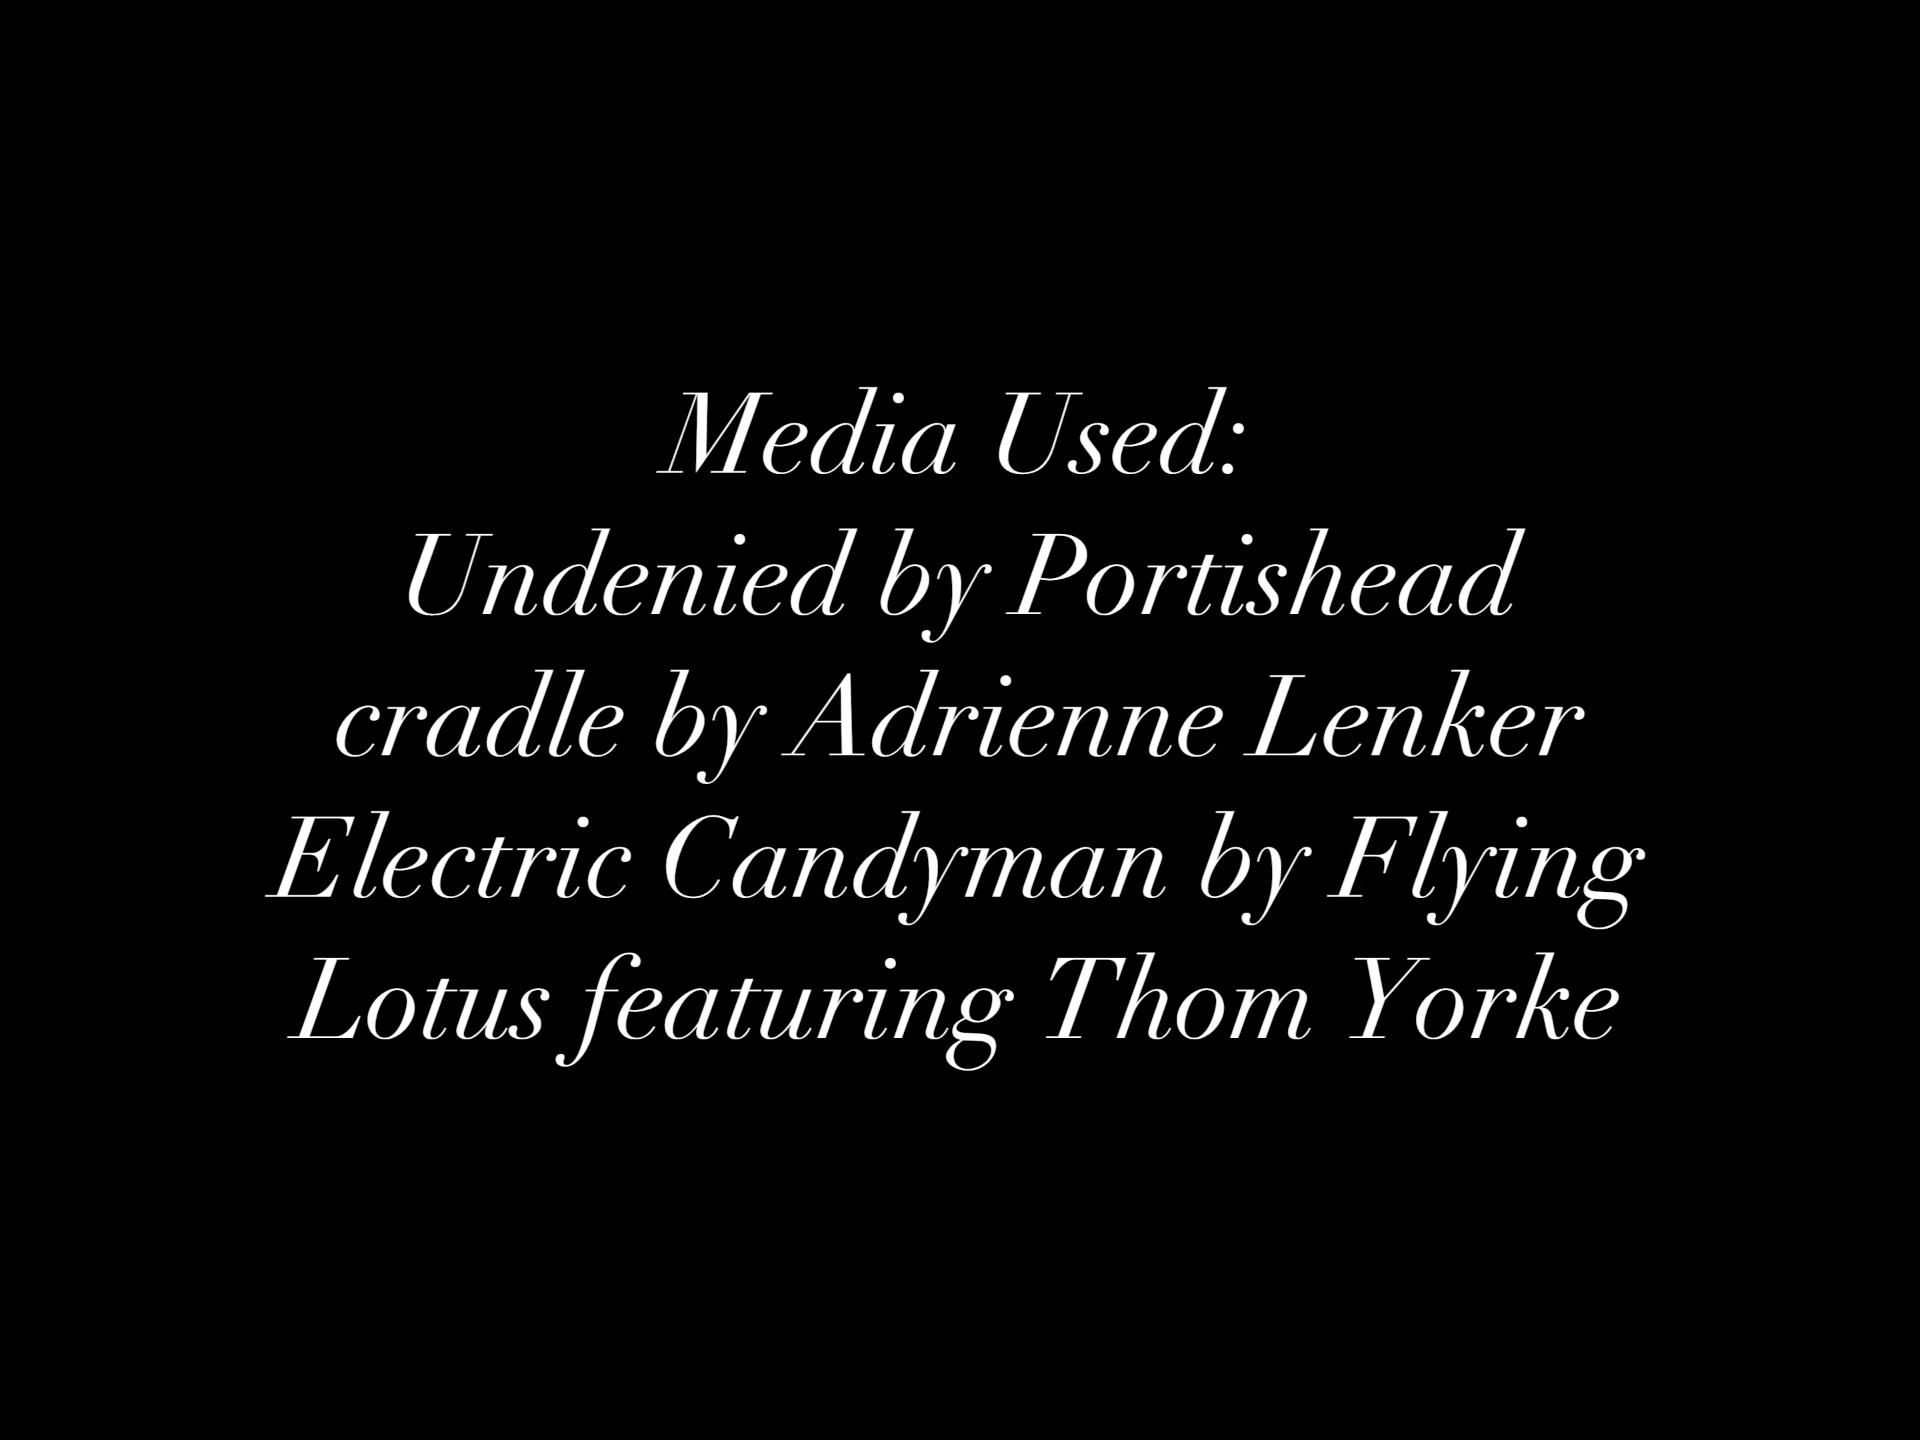 Media Used:
Undenied by Portishead
cradle by Adrienne Lenker
Electric Candyman by Flying
Lotus featuring Thom Yorke